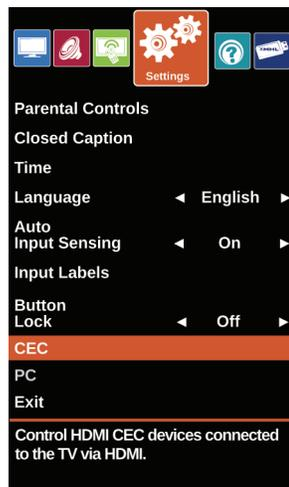 Settings
Parental Controls
Closed Caption
Time
Language ◄ English ►
Auto
Input Sensing ◄ On ►
Input Labels
Button
Lock ◄ Off ►
CEC
PC
Exit
Control HDMI CEC devices connected
to the TV via HDMI.